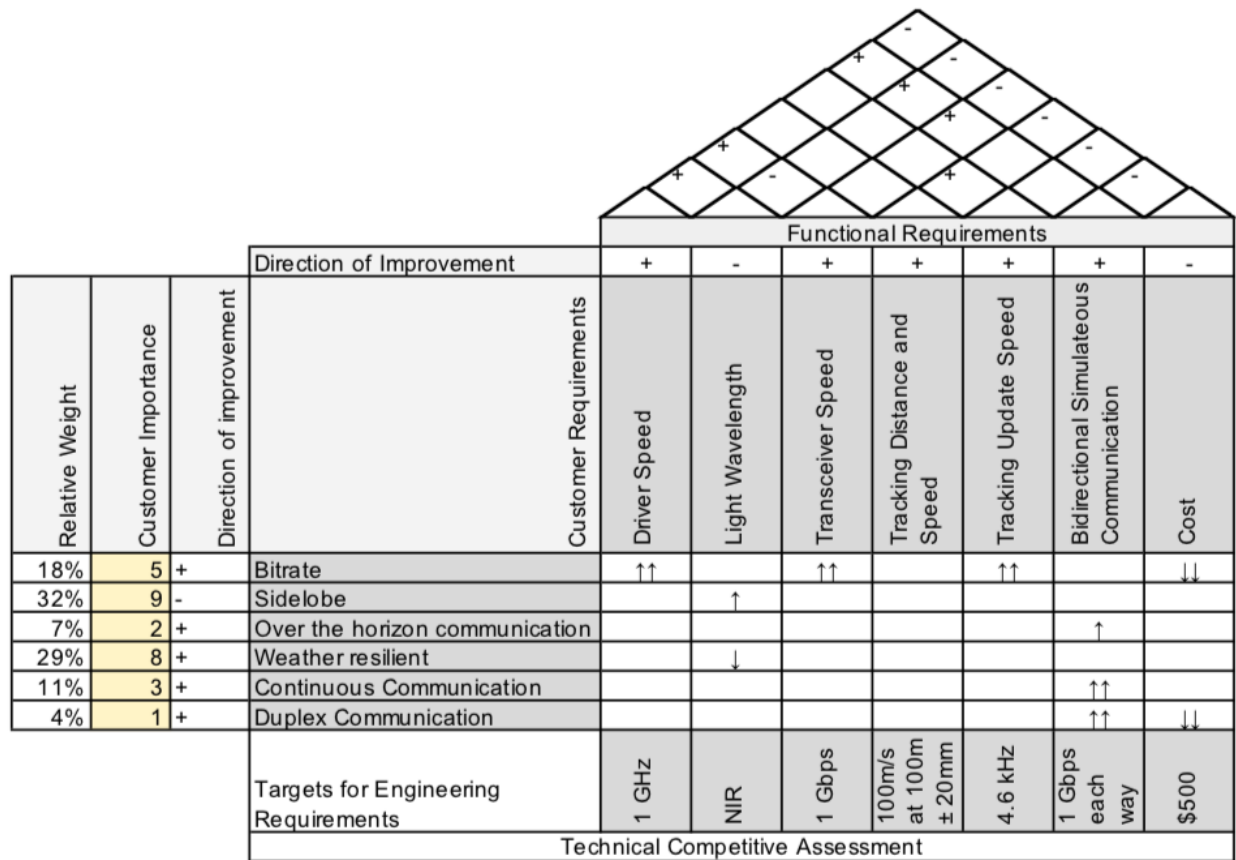 -
+ -
+ -
+ -
+ -
+ - + -
Functional Requirements
Direction of Improvement + - + + + + -
Relative Weight
Customer Importance
Direction of improvement
Customer Requirements
Driver Speed
Light Wavelength
Transceiver Speed
Tracking Distance and
Speed
Tracking Update Speed
Bidirectional Simulateous
Communication
Cost
18% 5 + Bitrate ↑↑ ↑↑ ↑↑ ↓↓
32% 9 - Sidelobe ↑
7% 2 + Over the horizon communication ↑
29% 8 + Weather resilient ↓
11% 3 + Continuous Communication ↑↑
4% 1 + Duplex Communication ↑↑ ↓↓
Targets for Engineering
Requirements
1 GHz
NIR
1 Gbps
100m/s
at 100m
± 20mm
4.6 kHz
1 Gbps
each
way
$500
Technical Competitive Assessment